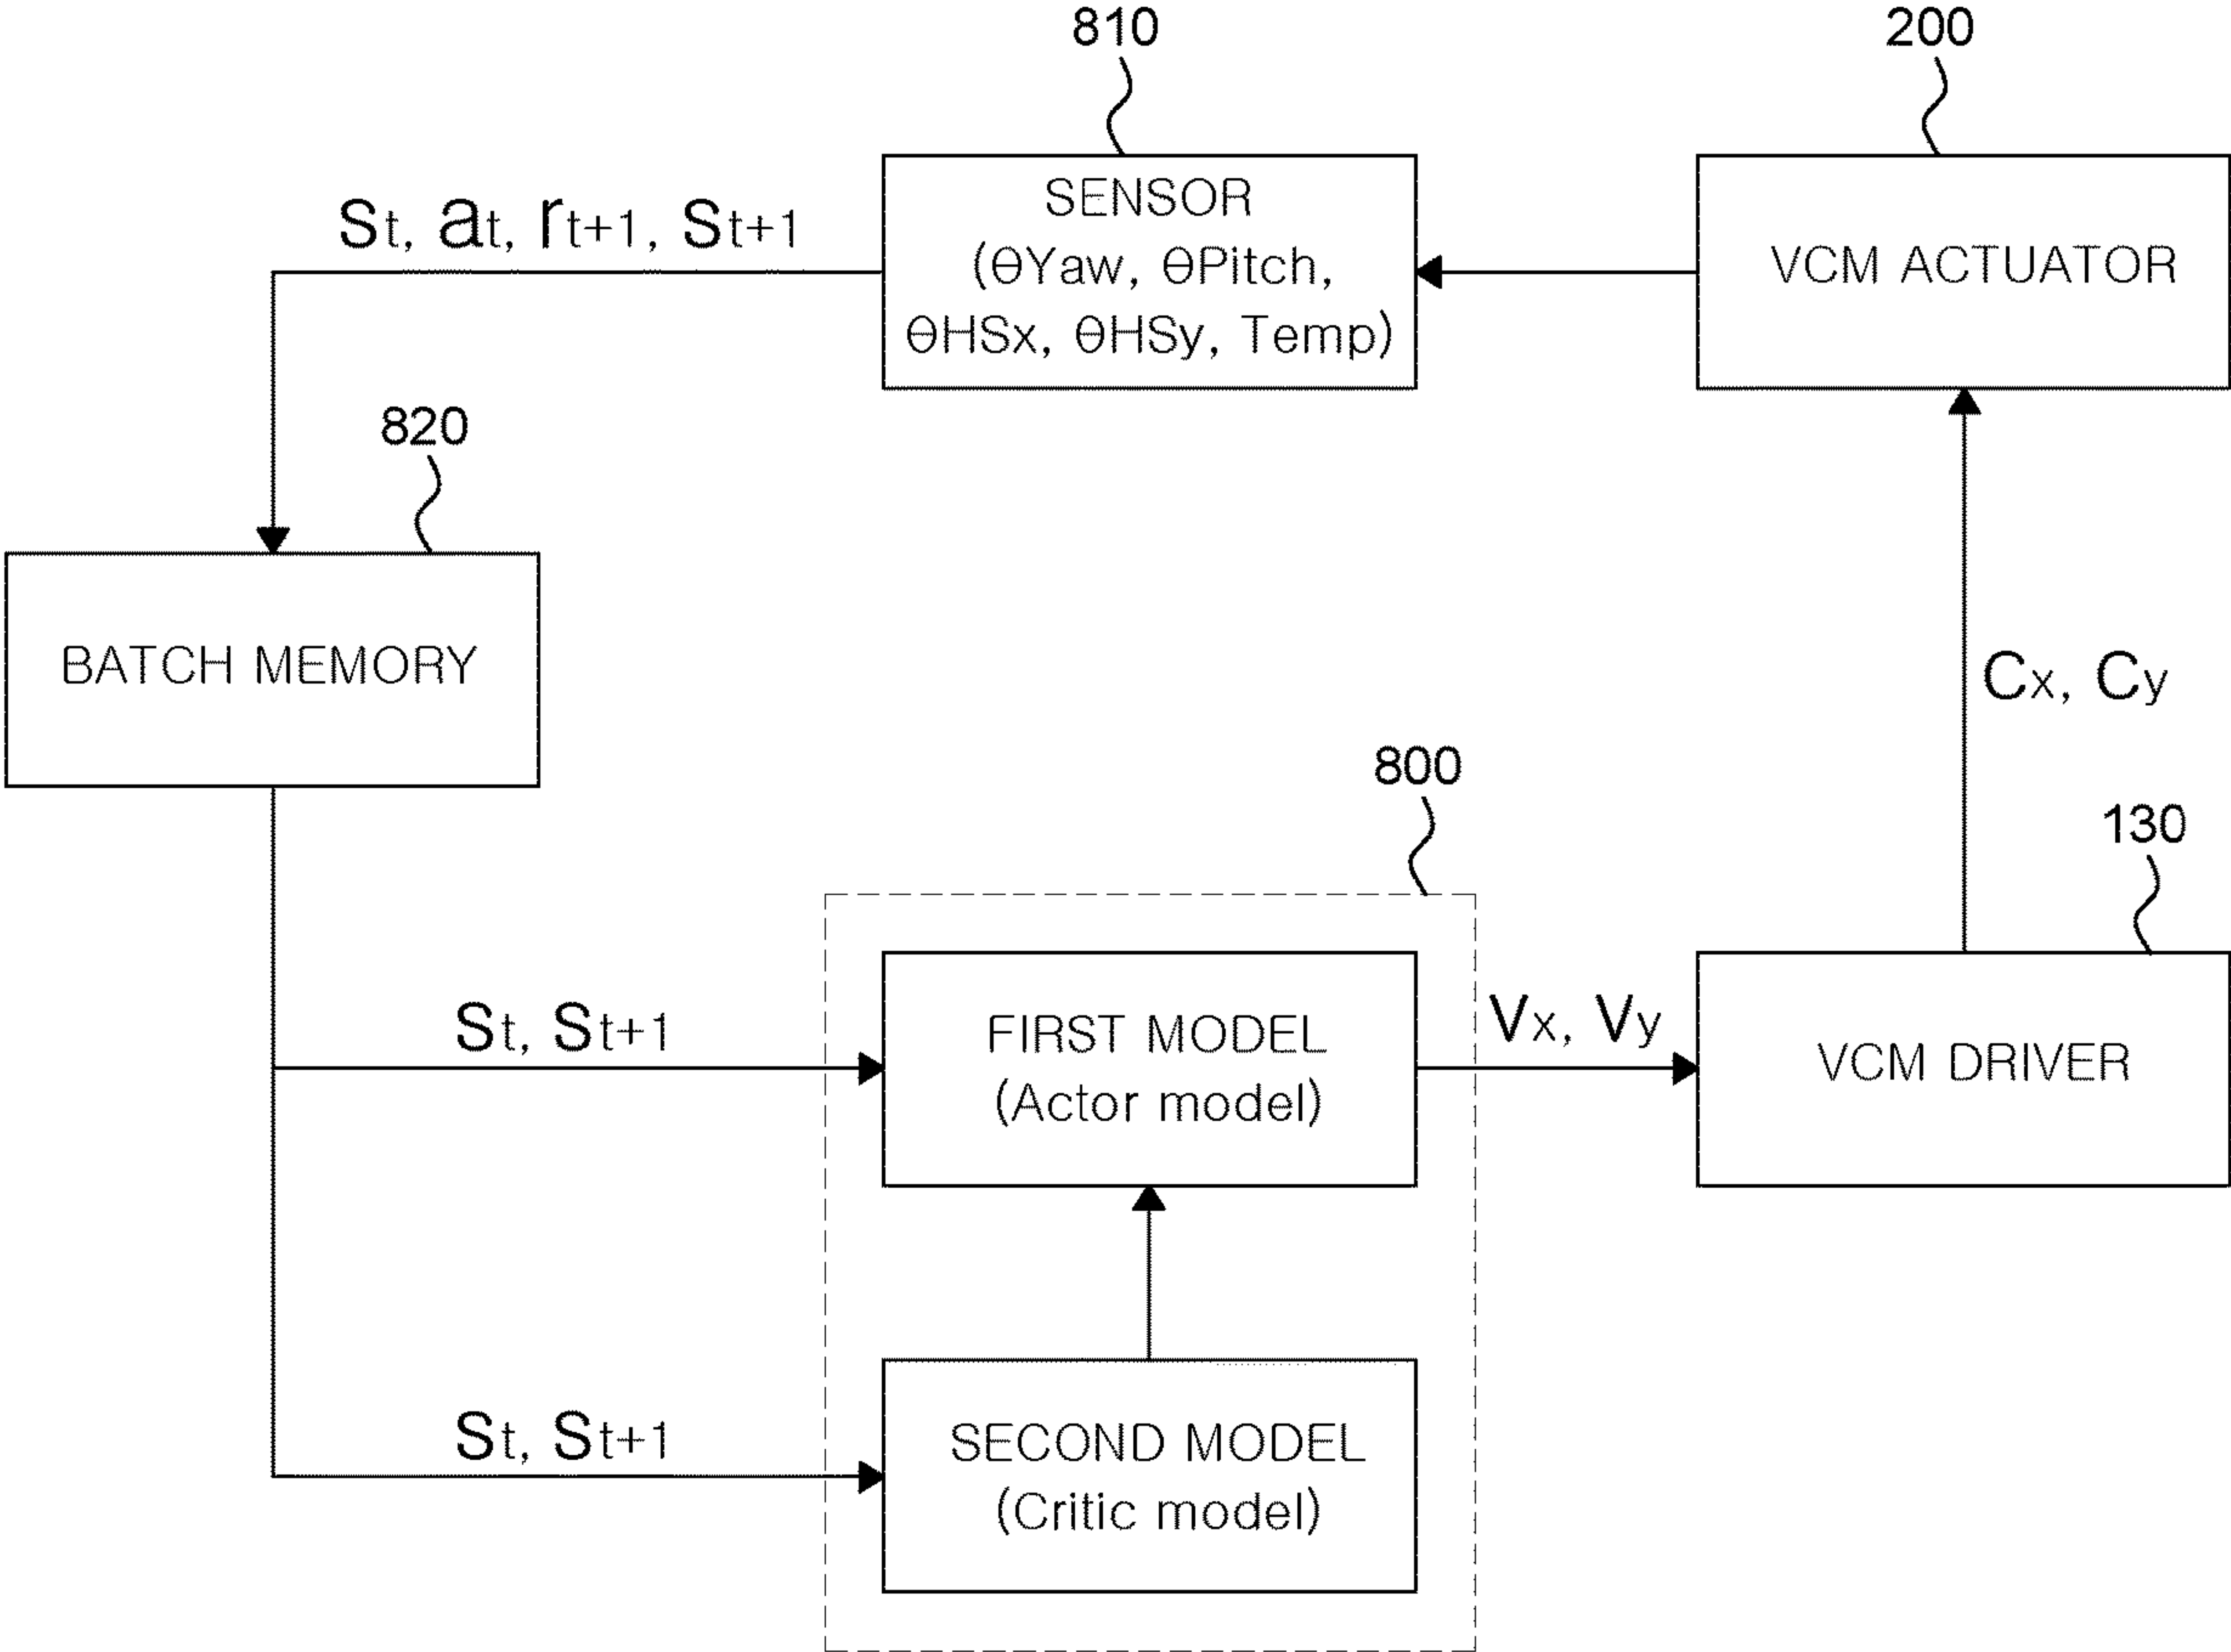 810
200
SENSOR
(θYaw, θPitch,
θHSx, θHSy, Temp)
VCM ACTUATOR
St, at, rt+1, St+1
820
BATCH MEMORY
Cx, Cy
800
130
St, St+1
FIRST MODEL
(Actor model)
Vx, Vy
VCM DRIVER
St, St+1
SECOND MODEL
(Critic model)